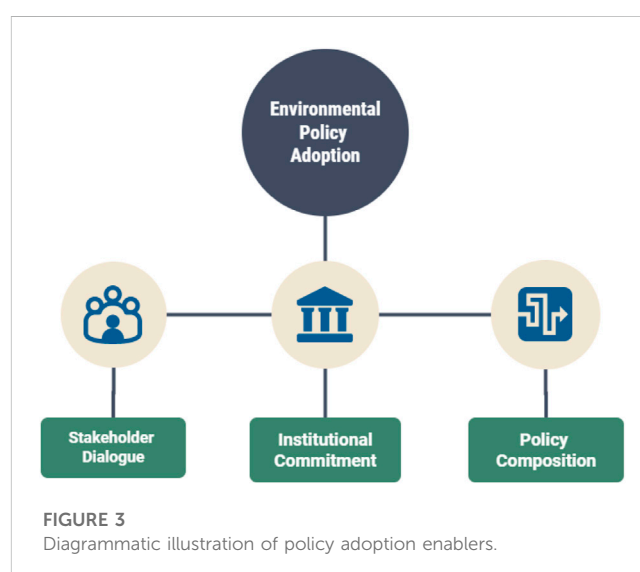 Environmental
Policy
Adoption
Stakeholder
Dialogue
Institutional
Commitment
Policy
Composition
FIGURE 3
Diagrammatic illustration of policy adoption enablers.